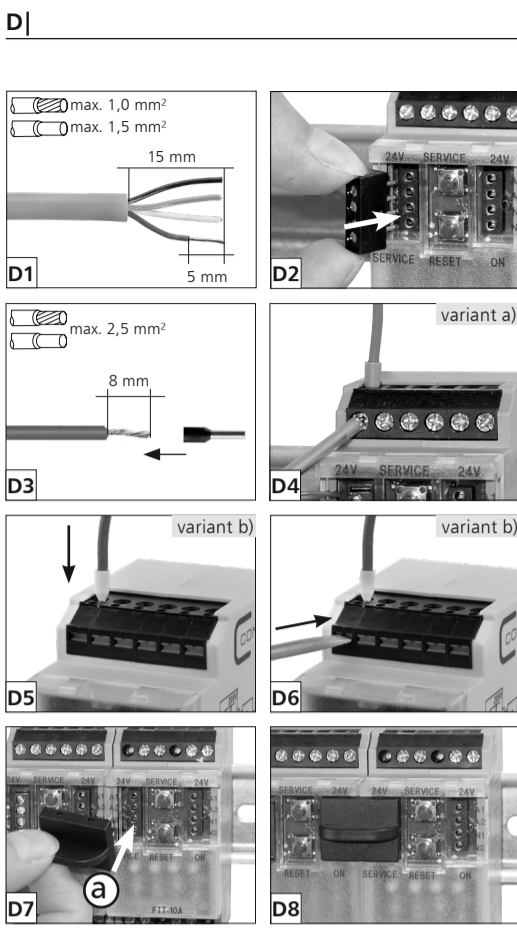 D|
max. 1,0 mm²
max. 1,5 mm²
15 mm
5 mm
D1
24V SERVICE 24V
SERVICE RESET ON
D2
max. 2,5 mm²
8 mm
D3
variant a)
24V SERVICE 24V
D4
variant b)
D5
variant b)
D6
24V SERVICE 24V 24V SERVICE 24V
RESET ON
a
FTT-10A
D7
SERVICE SERVICE 24V
RESET ON SERVICE RESET ON
D8